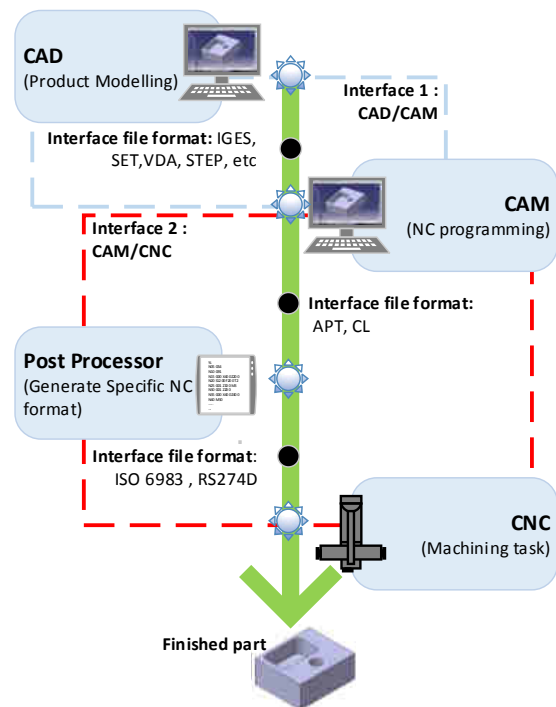 CAD
(Product Modelling)
Interface 1 :
CAD/CAM
Interface file format: IGES,
SET,VDA, STEP, etc
CAM
(NC programming)
Interface 2 :
CAM/CNC
Interface file format:
APT, CL
Post Processor
(Generate Specific NC
format)
Interface file format:
ISO 6983 , RS274D
CNC
(Machining task)
Finished part